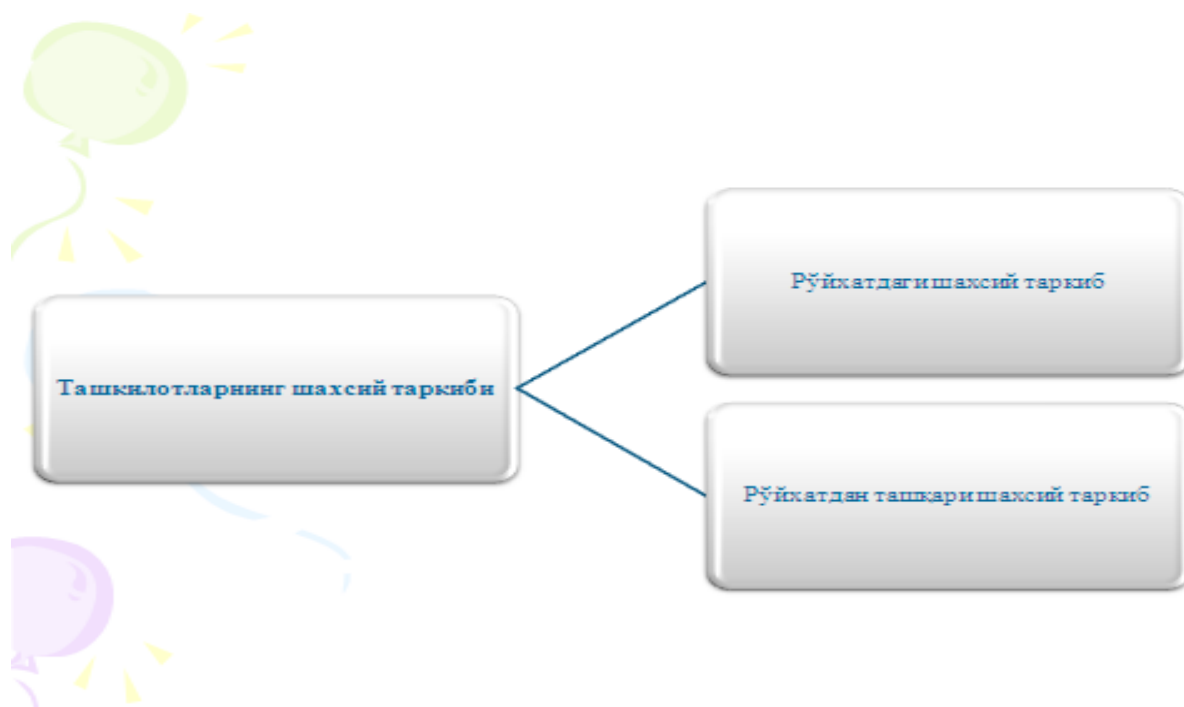 Ташкилотларнинг шахсий таркиби
Рўйхатдаги шахсий таркиб
Рўйхатдан ташқари шахсий таркиб